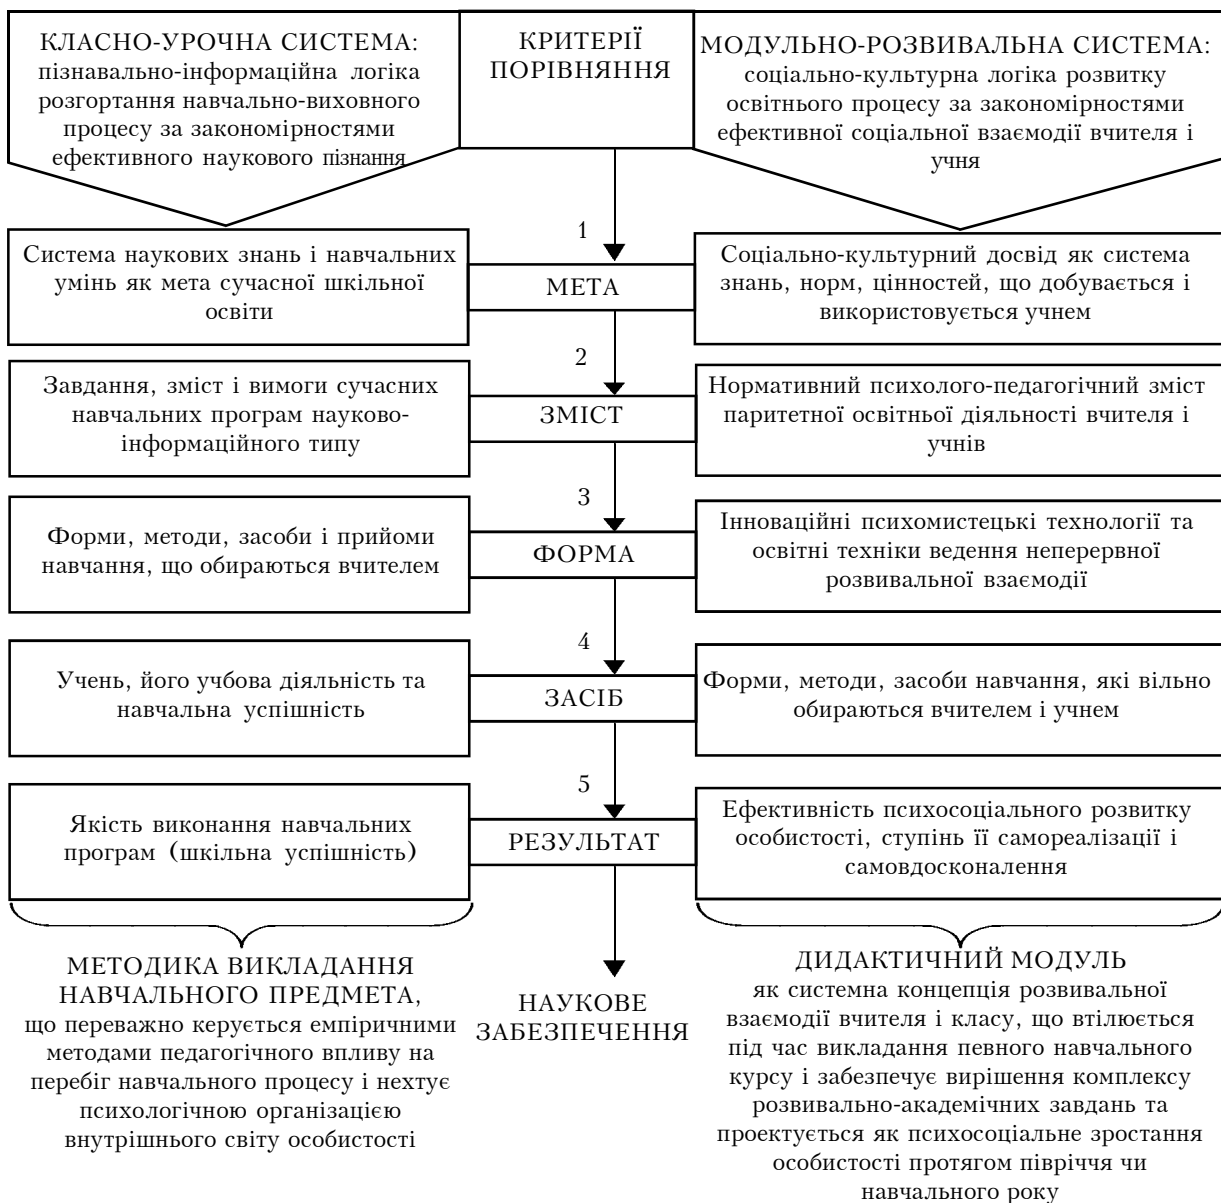 КЛАСНО-УРОЧНА СИСТЕМА:
пізнавально-інформаційна логіка
розгортання навчально-виховного
процесу за закономірностями
ефективного наукового пізнання
КРИТЕРІЇ
ПОРІВНЯННЯ
МОДУЛЬНО-РОЗВИВАЛЬНА СИСТЕМА:
соціально-культурна логіка розвитку
освітнього процесу за закономірностями
ефективної соціальної взаємодії вчителя і
учня
1
Система наукових знань і навчальних
умінь як мета сучасної шкільної
освіти
МЕТА
Соціально-культурний досвід як система
знань, норм, цінностей, що добувається і
використовується учнем
2
Завдання, зміст і вимоги сучасних
навчальних програм науково-
інформаційного типу
ЗМІСТ
Нормативний психолого-педагогічний зміст
паритетної освітньої діяльності вчителя і
учнів
3
Форми, методи, засоби і прийоми
навчання, що обираються вчителем
ФОРМА
Інноваційні психомистецькі технології та
освітні техніки ведення неперервної
розвивальної взаємодії
4
Учень, його учбова діяльність та
навчальна успішність
ЗАСІБ
Форми, методи, засоби навчання, які вільно
обираються вчителем і учнем
5
Якість виконання навчальних
програм (шкільна успішність)
РЕЗУЛЬТАТ
Ефективність психосоціального розвитку
особистості, ступінь її самореалізації і
самовдосконалення
МЕТОДИКА ВИКЛАДАННЯ
НАВЧАЛЬНОГО ПРЕДМЕТА,
що переважно керується емпіричними
методами педагогічного впливу на
перебіг навчального процесу і нехтує
психологічною організацією
внутрішнього світу особистості
НАУКОВЕ
ЗАБЕЗПЕЧЕННЯ
ДИДАКТИЧНИЙ МОДУЛЬ
як системна концепція розвивальної
взаємодії вчителя і класу, що втілюється
під час викладання певного навчального
курсу і забезпечує вирішення комплексу
розвивально-академічних завдань та
проектується як психосоціальне зростання
особистості протягом півріччя чи
навчального року